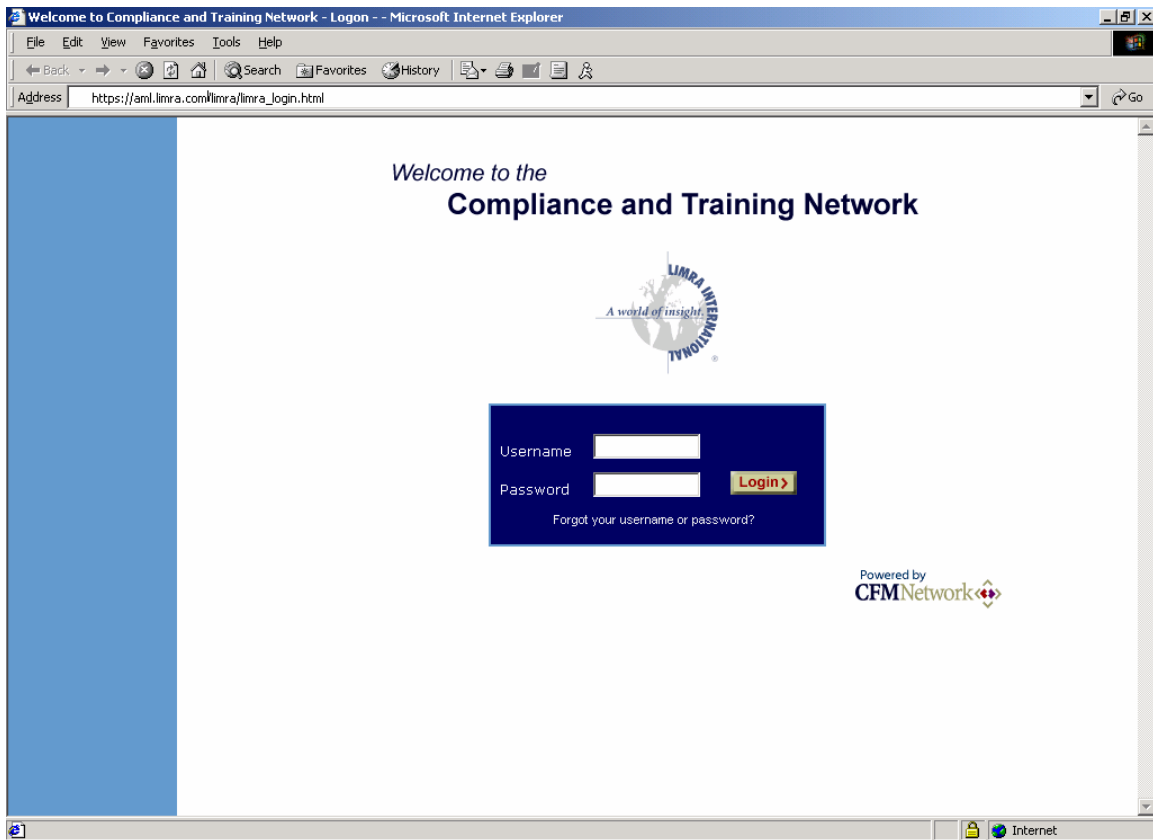 Welcome to Compliance and Training Network - Logon - - Microsoft Internet Explorer
File Edit View Favorites Tools Help
Back Search Favorites History
Address https://aml.limra.com/limra/limra_login.html Go
Welcome to the
Compliance and Training Network
LIMRA INTERNATIONAL
A world of insight.
®
Username
Password Login
Forgot your username or password?
Powered by
CFMNetwork
Internet